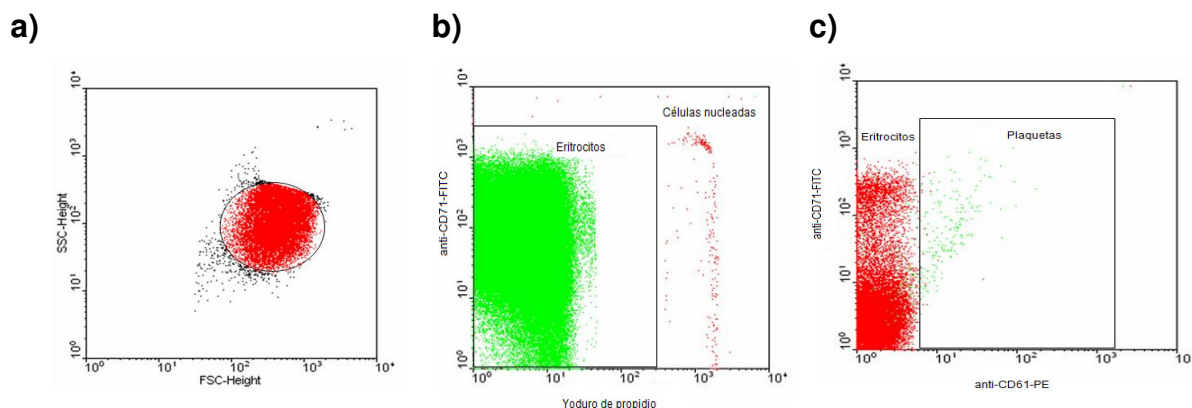 a)
b)
c)
SSC-Height
10⁰ 10¹ 10² 10³ 10⁴
10⁰ 10¹ 10² 10³ 10⁴
FSC-Height
Células nucleadas
Eritrocitos
anti-CD71-FITC
10⁰ 10¹ 10² 10³ 10⁴
10⁰ 10¹ 10² 10³ 10⁴
Yoduro de propidio
Eritrocitos
Plaquetas
anti-CD71-FITC
10⁰ 10¹ 10² 10³ 10⁴
10⁰ 10¹ 10² 10³ 10⁴
anti-CD61-PE